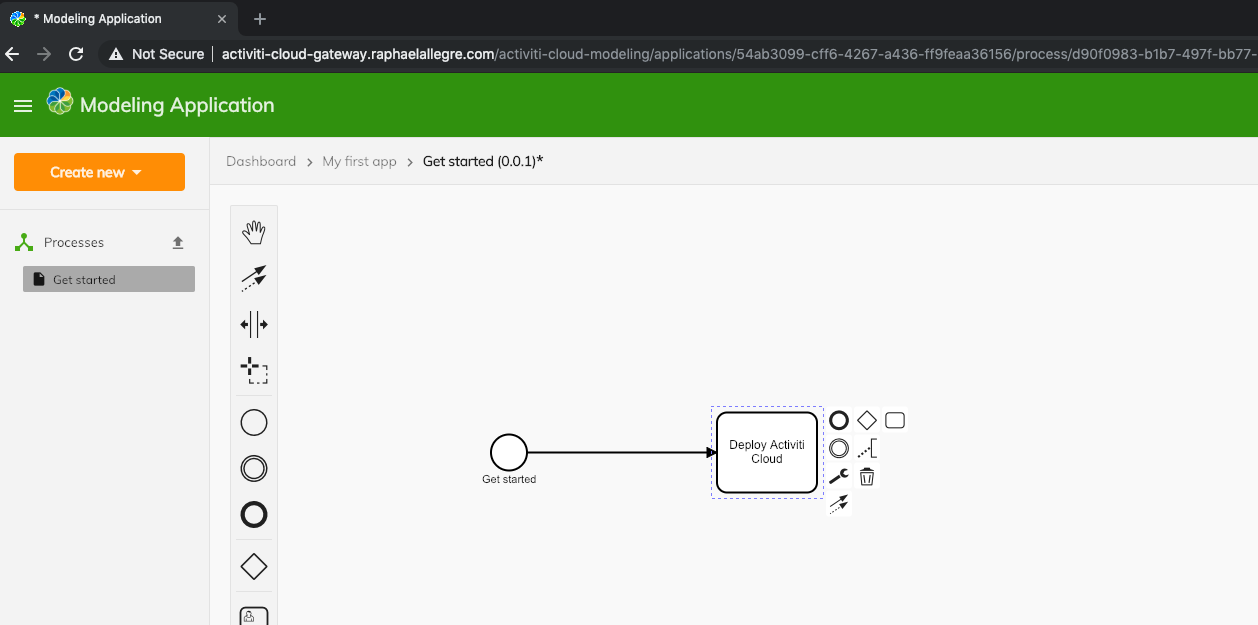 * Modeling Application
Not Secure
activiti-cloud-gateway.raphaelallegre.com/activiti-cloud-modeling/applications/54ab3099-cff6-4267-a436-ff9feaa36156/process/d90f0983-b1b7-497f-bb77-
Modeling Application
Create new
Dashboard > My first app > Get started (0.0.1)*
Processes
Get started
Deploy Activiti
Cloud
Get started